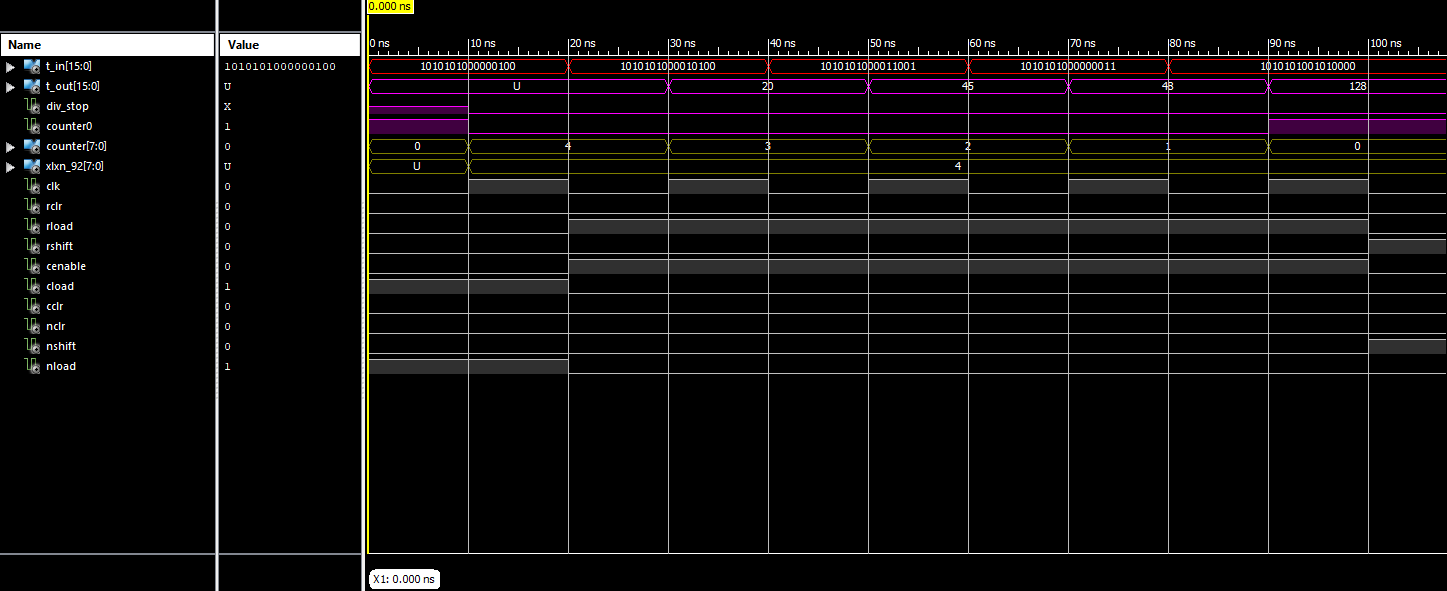 0.000 ns
Name Value 0 ns 10 ns 20 ns 30 ns 40 ns 50 ns 60 ns 70 ns 80 ns 90 ns 100 ns
t_in[15:0] 1010101000000100 1010101000000100 1010101000010100 1010101000011001 1010101000000011 1010101001010000
t_out[15:0] U U 20 45 48 128
div_stop X
counter0 1
counter[7:0] 0 0 4 3 2 1 0
xlxn_92[7:0] U U 4
clk 0
rclr 0
rload 0
rshift 0
cenable 0
cload 1
cclr 0
nclr 0
nshift 0
nload 1
X1: 0.000 ns